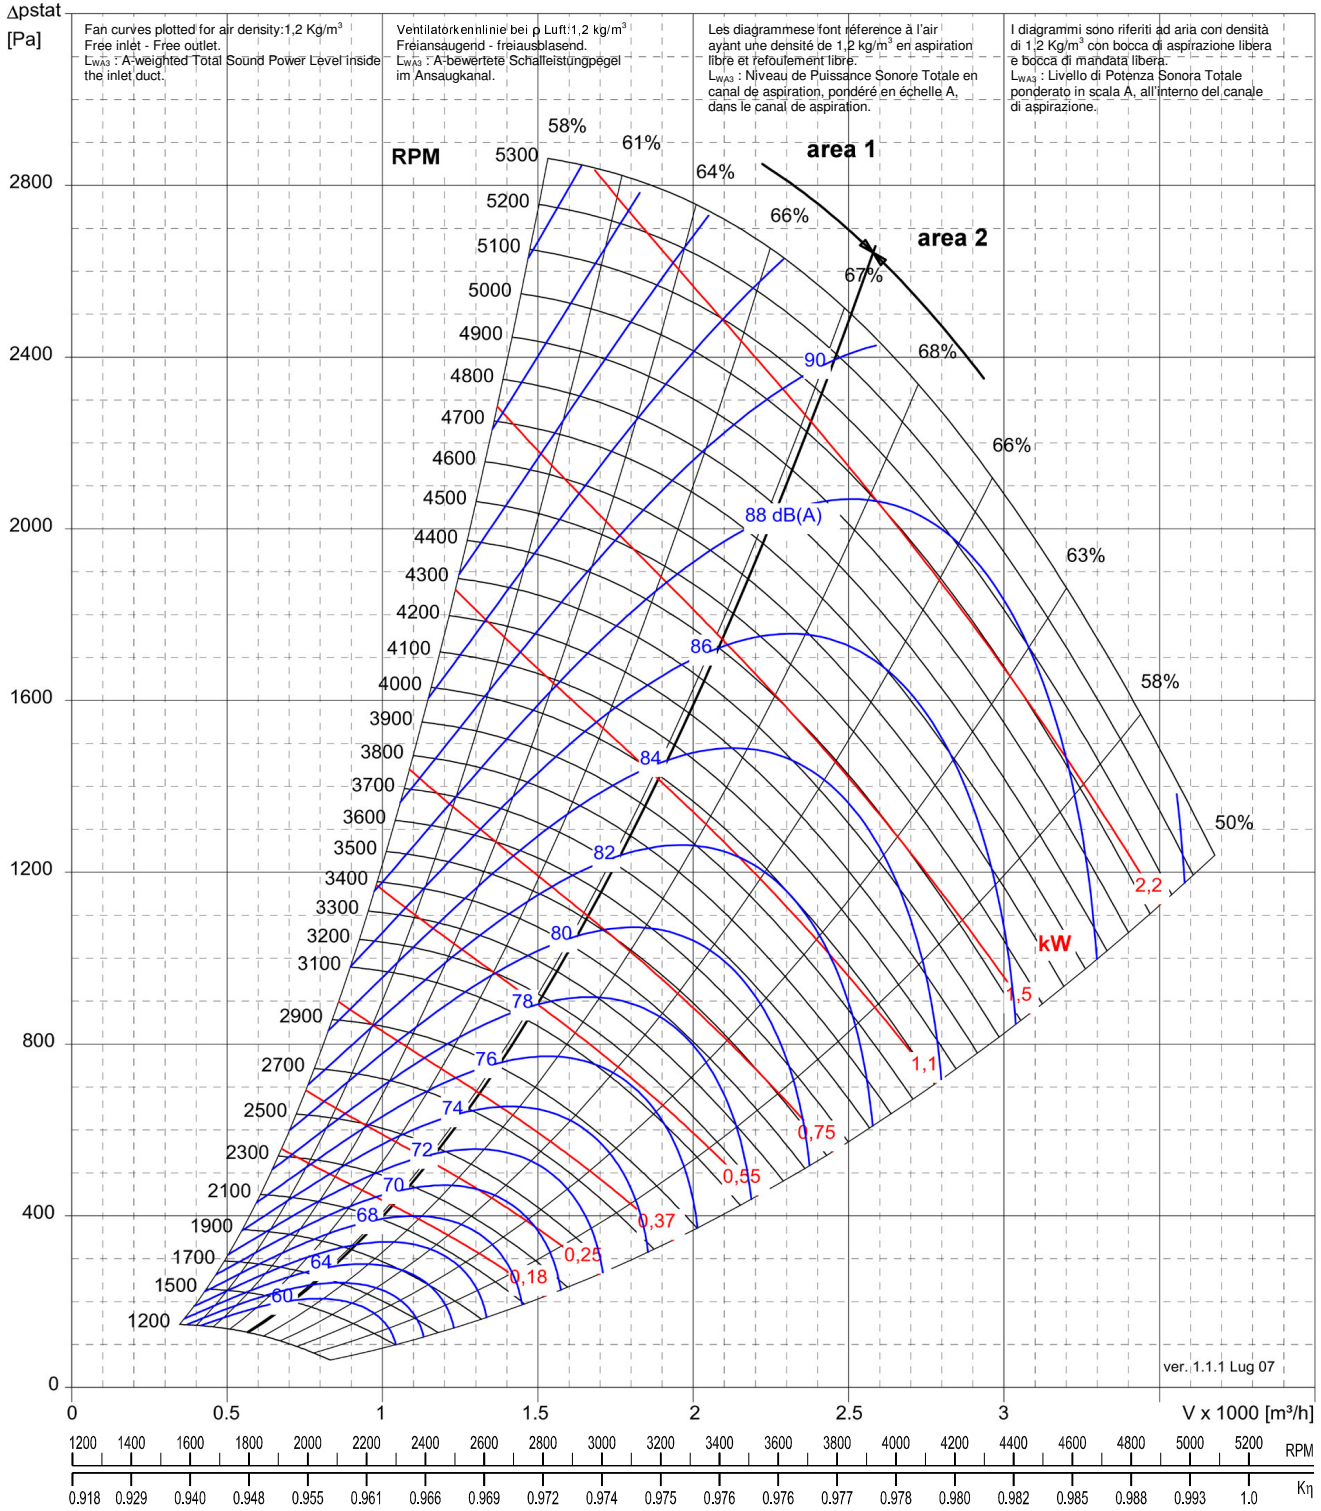 Δpstat
[Pa]
Fan curves plotted for air density:1,2 Kg/m³
Free inlet - Free outlet.
LWA3 : A-weighted Total Sound Power Level inside
the inlet duct.
Ventilatorkennlinie bei ρ Luft:1,2 kg/m³
Freiansaugend - freiausblasend.
LWA3 : A-bewertete Schalleistungpegel
im Ansaugkanal.
Les diagrammese font réference à l'air
ayant une densité de 1,2 kg/m³ en aspiration
libre et refoulement libre.
LWA3 : Niveau de Puissance Sonore Totale en
canal de aspiration, pondéré en échelle A,
dans le canal de aspiration.
I diagrammi sono riferiti ad aria con densità
di 1,2 Kg/m³ con bocca di aspirazione libera
e bocca di mandata libera.
LWA3 : Livello di Potenza Sonora Totale
ponderato in scala A, all'interno del canale
di aspirazione.
RPM
58%
61%
64%
66%
67%
68%
66%
63%
58%
50%
area 1
area 2
5300
5200
5100
5000
4900
4800
4700
4600
4500
4400
4300
4200
4100
4000
3900
3800
3700
3600
3500
3400
3300
3200
3100
2900
2700
2500
2300
2100
1900
1700
1500
1200
90
88 dB(A)
86
84
82
80
78
76
74
72
70
68
64
60
2,2
kW
1,5
1,1
0,75
0,55
0,37
0,25
0,18
2800
2400
2000
1600
1200
800
400
0
ver. 1.1.1 Lug 07
0 0.5 1 1.5 2 2.5 3 V x 1000 [m³/h]
1200 1400 1600 1800 2000 2200 2400 2600 2800 3000 3200 3400 3600 3800 4000 4200 4400 4600 4800 5000 5200 RPM
0.918 0.929 0.940 0.948 0.955 0.961 0.966 0.969 0.972 0.974 0.975 0.976 0.976 0.977 0.978 0.980 0.982 0.985 0.988 0.993 1.0 Kη